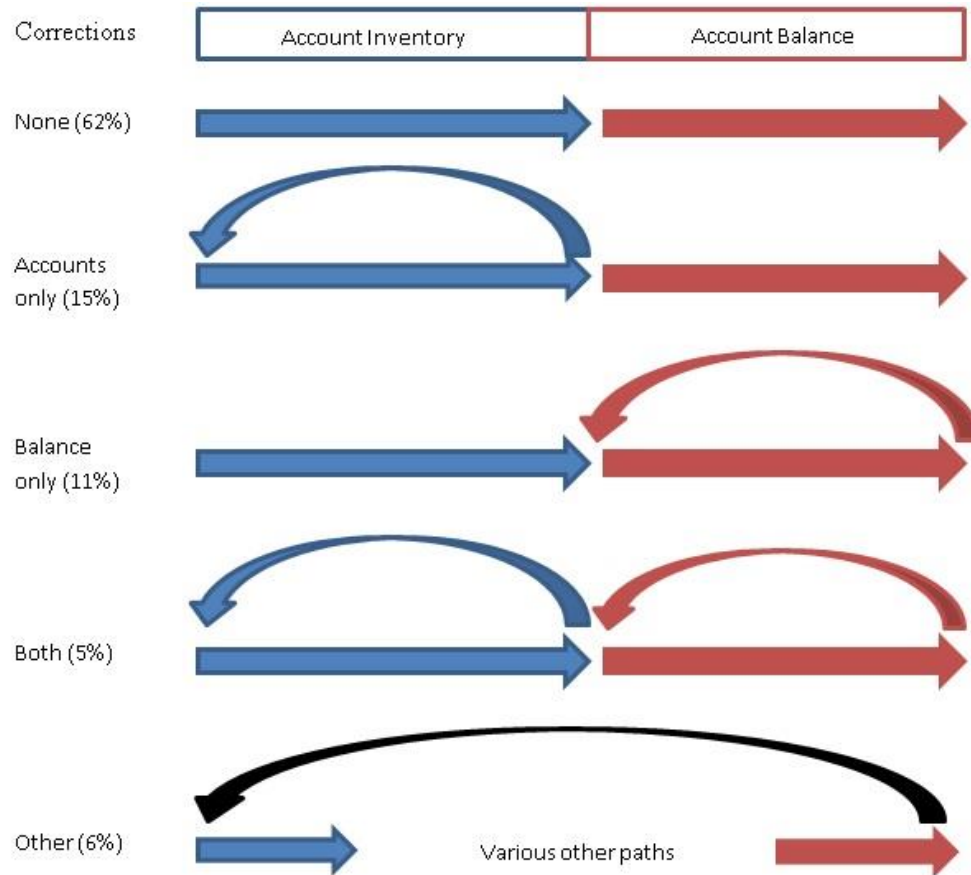 Corrections
Account Inventory
Account Balance
None (62%)
Accounts
only (15%)
Balance
only (11%)
Both (5%)
Other (6%)
Various other paths